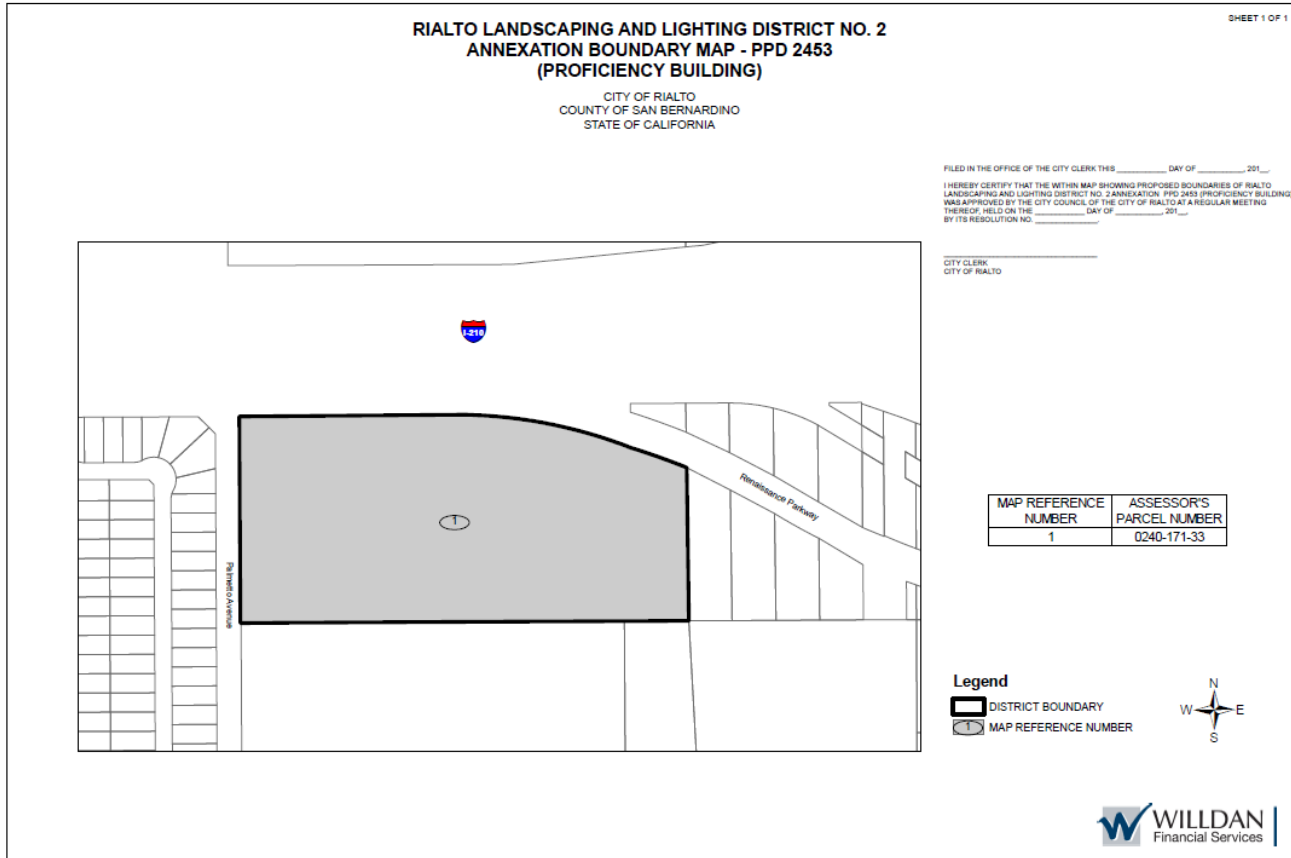 SHEET 1 OF 1
RIALTO LANDSCAPING AND LIGHTING DISTRICT NO. 2
ANNEXATION BOUNDARY MAP - PPD 2453
(PROFICIENCY BUILDING)
CITY OF RIALTO
COUNTY OF SAN BERNARDINO
STATE OF CALIFORNIA
FILED IN THE OFFICE OF THE CITY CLERK THIS ___________ DAY OF ___________, 201__.
I HEREBY CERTIFY THAT THE WITHIN MAP SHOWING PROPOSED BOUNDARIES OF RIALTO
LANDSCAPING AND LIGHTING DISTRICT NO. 2 ANNEXATION PPD 2453 (PROFICIENCY BUILDING)
WAS APPROVED BY THE CITY COUNCIL OF THE CITY OF RIALTO AT A REGULAR MEETING
THEREOF, HELD ON THE ___________ DAY OF ___________, 201__,
BY ITS RESOLUTION NO. ______________.
CITY CLERK
CITY OF RIALTO
I-210
Renaissance Parkway
1
Palmetto Avenue
MAP REFERENCE NUMBER ASSESSOR'S PARCEL NUMBER
1 0240-171-33
Legend
DISTRICT BOUNDARY
1 MAP REFERENCE NUMBER
N
W E
S
WILLDAN
Financial Services